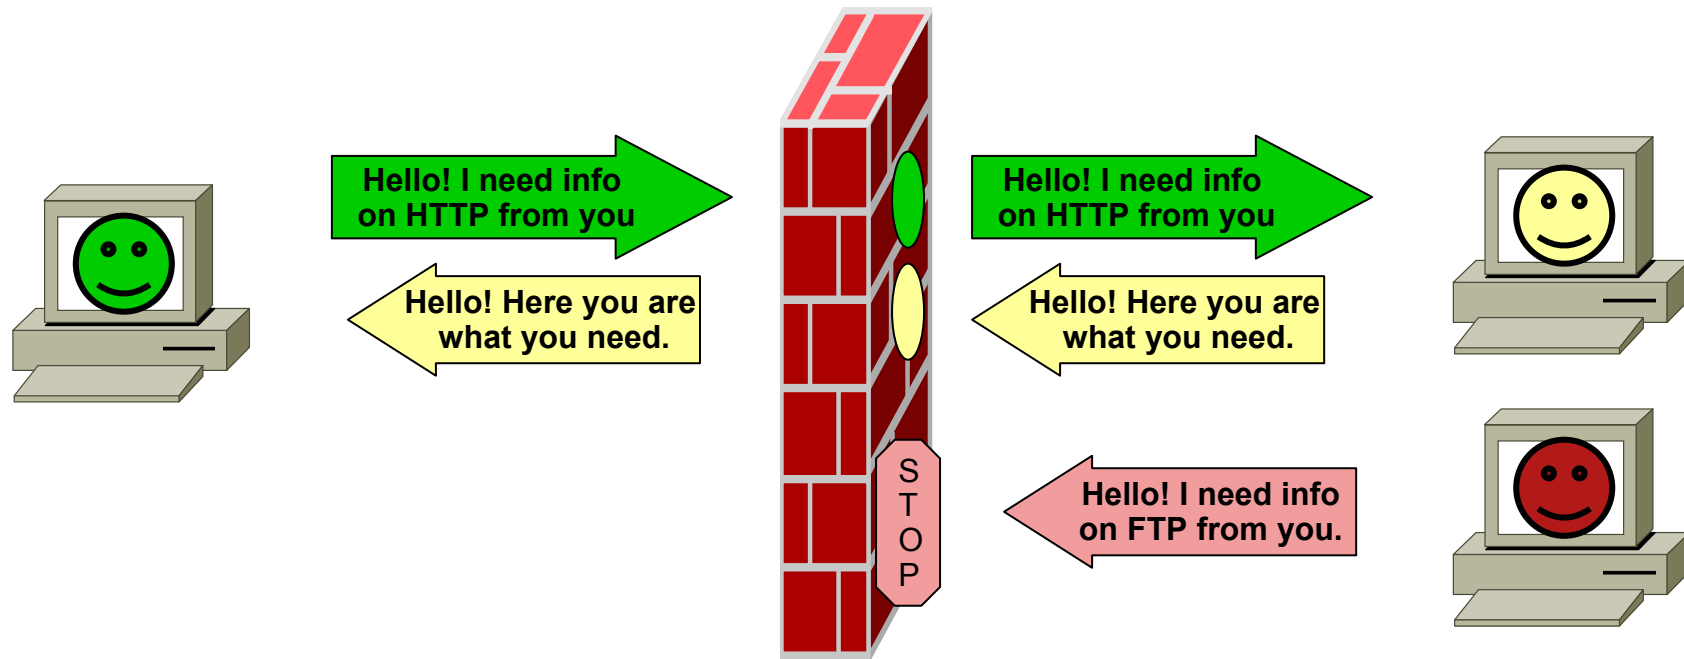 Hello! I need info
on HTTP from you
Hello! I need info
on HTTP from you
Hello! Here you are
what you need.
Hello! Here you are
what you need.
S
T
O
P
Hello! I need info
on FTP from you.